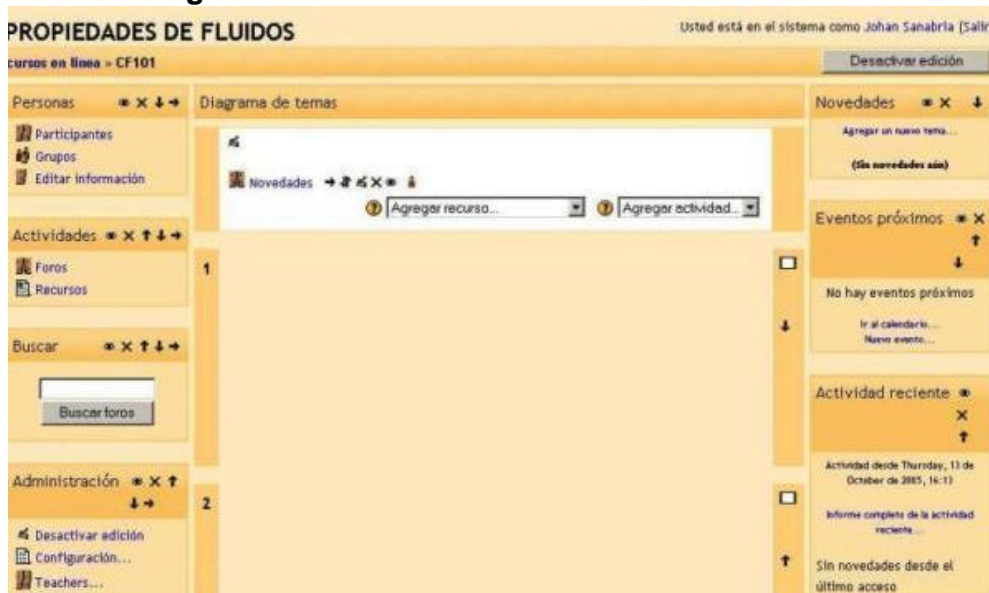 PROPIEDADES DE FLUIDOS
Usted está en el sistema como Johan Sanabria (Salir
cursos en línea » CF101
Desactivar edición
Personas
Participantes
Grupos
Editar información
Actividades
Foros
Recursos
Buscar
Buscar foros
Administración
Desactivar edición
Configuración...
Teachers...
Diagrama de temas
Novedades
Agregar recurso...
Agregar actividad...
1
2
Novedades
Agregar un nuevo tema...
(Sin novedades aún)
Eventos próximos
No hay eventos próximos
Ir al calendario...
Nuevo evento...
Actividad reciente
Actividad desde Thursday, 13 de
October de 2005, 16:13
Informe completo de la actividad
reciente...
Sin novedades desde el
último acceso